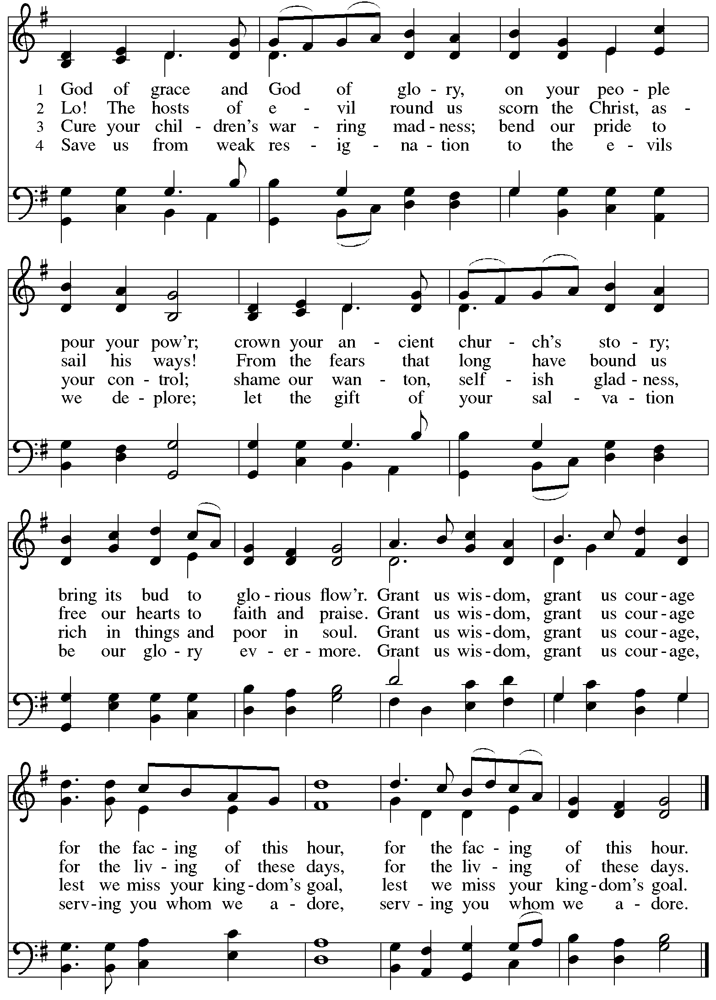 1 God of grace and God of glo - ry, on your peo - ple
2 Lo! The hosts of e - vil round us scorn the Christ, as -
3 Cure your chil - dren's war - ring mad - ness; bend our pride to
4 Save us from weak res - ig - na - tion to the e - vils
pour your pow'r; crown your an - cient chur - ch's sto - ry;
sail his ways! From the fears that long have bound us
your con - trol; shame our wan - ton, self - ish glad - ness,
we de - plore; let the gift of your sal - va - tion
bring its bud to glo - rious flow'r. Grant us wis - dom, grant us cour - age
free our hearts to faith and praise. Grant us wis - dom, grant us cour - age
rich in things and poor in soul. Grant us wis - dom, grant us cour - age,
be our glo - ry ev - er - more. Grant us wis - dom, grant us cour - age,
for the fac - ing of this hour, for the fac - ing of this hour.
for the liv - ing of these days, for the liv - ing of these days.
lest we miss your king - dom's goal, lest we miss your king - dom's goal.
serv - ing you whom we a - dore, serv - ing you whom we a - dore.